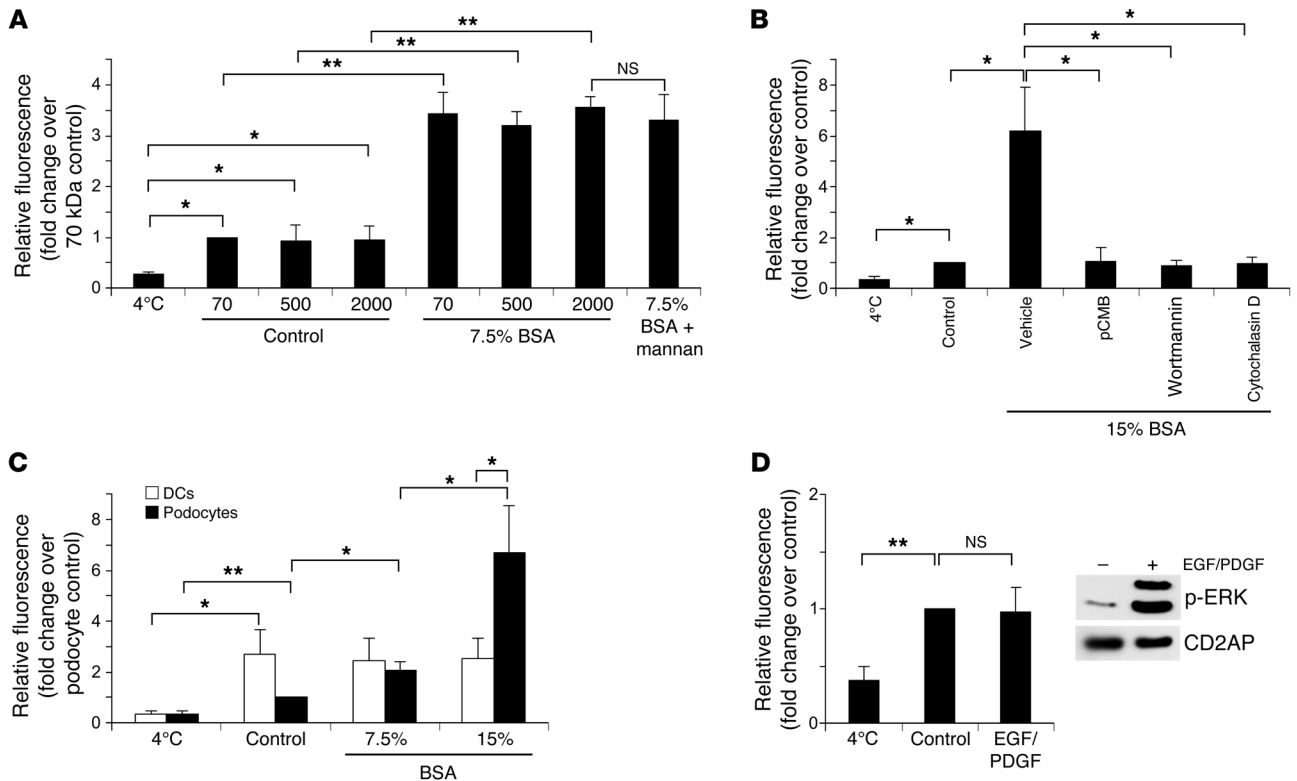 A
Relative fluorescence
(fold change over
70 kDa control)
4
3
2
1
0
**
**
**
NS
*
*
*
4°C
70
500
2000
70
500
2000
7.5%
BSA +
mannan
Control
7.5% BSA
B
Relative fluorescence
(fold change over control)
8
6
4
2
0
*
*
*
*
*
4°C
Control
Vehicle
pCMB
Wortmannin
Cytochalasin D
15% BSA
C
Relative fluorescence
(fold change over
podocyte control)
DCs
Podocytes
8
6
4
2
0
*
*
*
**
*
4°C
Control
7.5%
15%
BSA
D
Relative fluorescence
(fold change over control)
2
1
0
**
NS
4°C
Control
EGF/
PDGF
– + EGF/PDGF
p-ERK
CD2AP